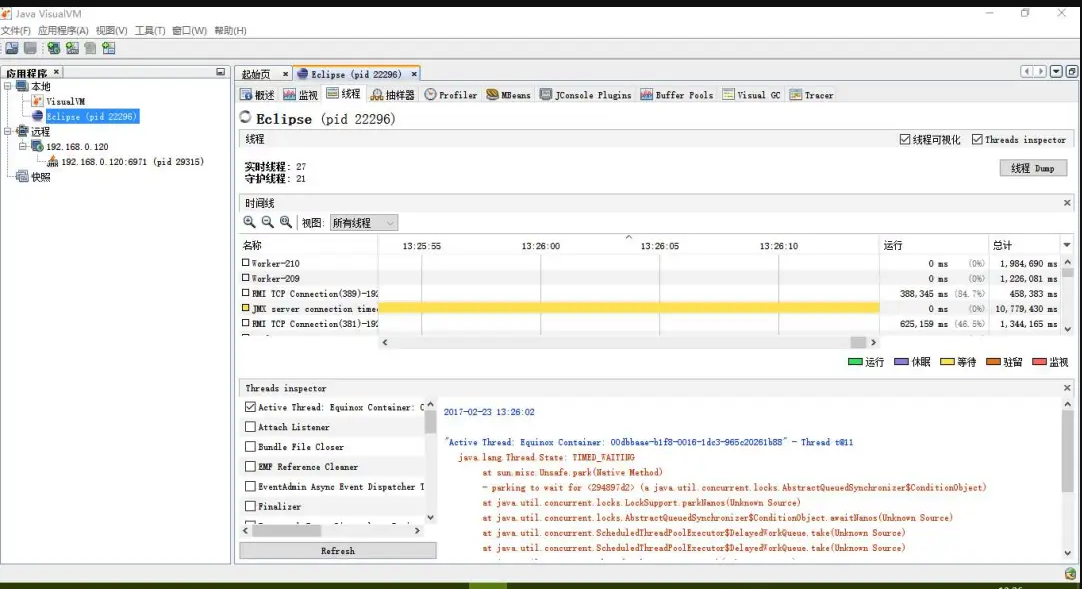 Java VisualVM
文件(F) 应用程序(A) 视图(V) 工具(T) 窗口(W) 帮助(H)
应用程序 ×
本地
VisualVM
Eclipse (pid 22296)
远程
192.168.0.120
192.168.0.120:6971 (pid 29315)
快照
起始页 × Eclipse (pid 22296) ×
概述 监视 线程 抽样器 Profiler MBeans JConsole Plugins Buffer Pools Visual GC Tracer
Eclipse (pid 22296)
线程 线程可视化 Threads inspector
实时线程: 27
守护线程: 21
线程 Dump
时间线
视图: 所有线程
名称 13:25:55 13:26:00 13:26:05 13:26:10 运行 总计
Worker-210 0 ms (0%) 1,984,690 ms
Worker-209 0 ms (0%) 1,226,081 ms
RMI TCP Connection(389)-192 388,345 ms (84.7%) 458,383 ms
JMX server connection time 0 ms (0%) 10,779,430 ms
RMI TCP Connection(381)-192 625,159 ms (46.5%) 1,344,165 ms
运行 休眠 等待 驻留 监视
Threads inspector
Active Thread: Equinox Container:
Attach Listener
Bundle File Closer
EMF Reference Cleaner
EventAdmin Async Event Dispatcher T
Finalizer
Refresh
2017-02-23 13:26:02
"Active Thread: Equinox Container: 00dbbaae-b1f8-0016-1dc3-965c20261b88" - Thread t@11
java.lang.Thread.State: TIMED_WAITING
at sun.misc.Unsafe.park(Native Method)
- parking to wait for <294897d2> (a java.util.concurrent.locks.AbstractQueuedSynchronizer$ConditionObject)
at java.util.concurrent.locks.LockSupport.parkNanos(Unknown Source)
at java.util.concurrent.locks.AbstractQueuedSynchronizer$ConditionObject.awaitNanos(Unknown Source)
at java.util.concurrent.ScheduledThreadPoolExecutor$DelayedWorkQueue.take(Unknown Source)
at java.util.concurrent.ScheduledThreadPoolExecutor$DelayedWorkQueue.take(Unknown Source)